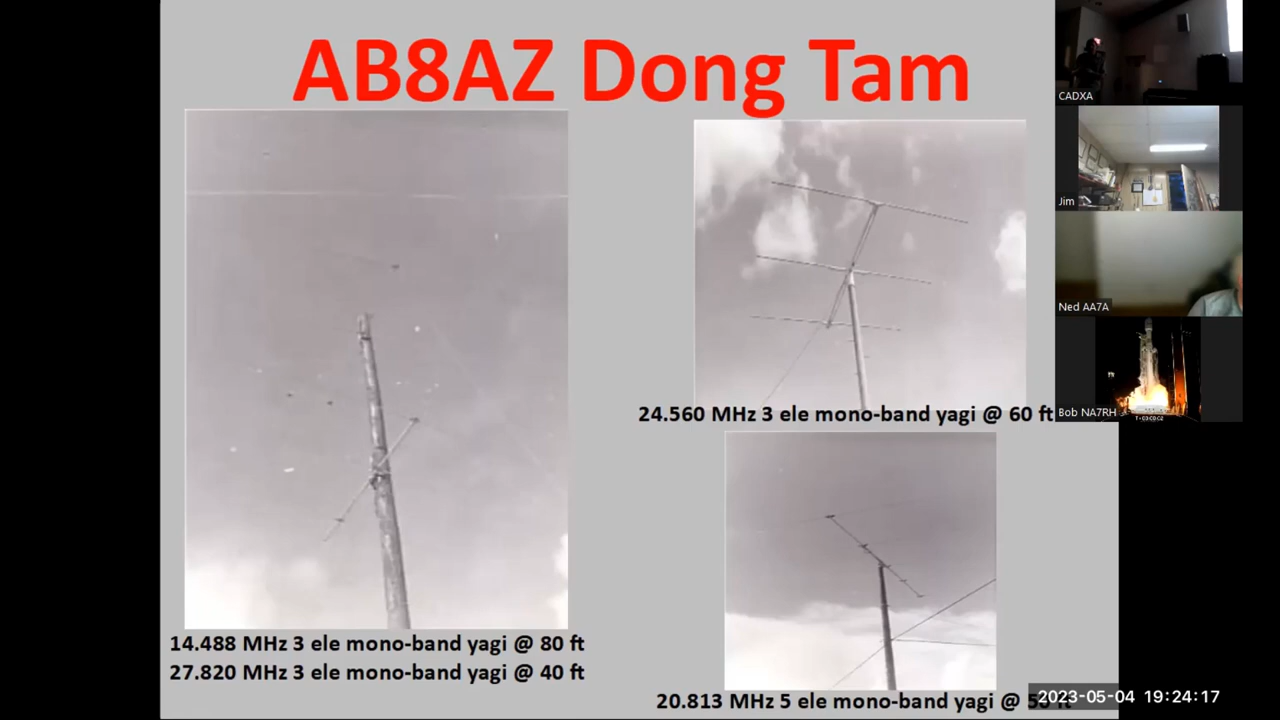 AB8AZ Dong Tam
14.488 MHz 3 ele mono-band yagi @ 80 ft
27.820 MHz 3 ele mono-band yagi @ 40 ft
24.560 MHz 3 ele mono-band yagi @ 60 ft
20.813 MHz 5 ele mono-band yagi @
CADXA
Jim
Ned AA7A
Bob NA7RH
2023-05-04 19:24:17